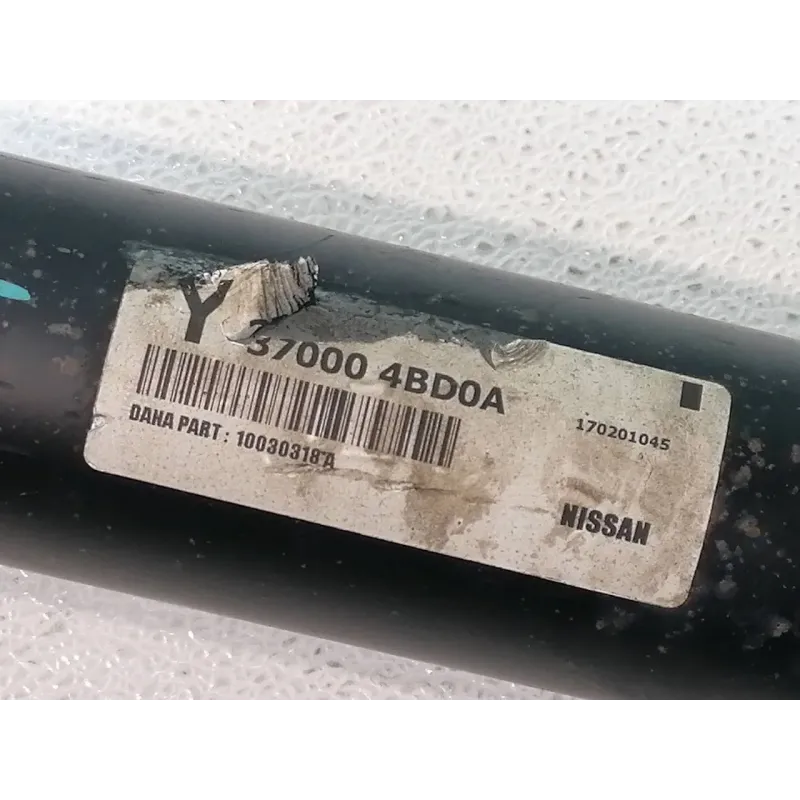 Y
37000 4BD0A
170201045
DANA PART : 10030318 A
NISSAN